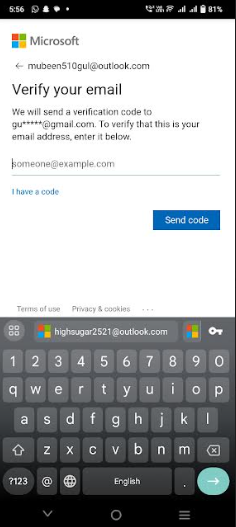 5:56
81%
Microsoft
← mubeen510gul@outlook.com
Verify your email
We will send a verification code to
gu*****@gmail.com. To verify that this is your
email address, enter it below.
someone@example.com
I have a code
Send code
Terms of use Privacy & cookies ...
highsugar2521@outlook.com
1 2 3 4 5 6 7 8 9 0
q w e r t y u i o p
a s d f g h j k l
z x c v b n m
?123 @ English .